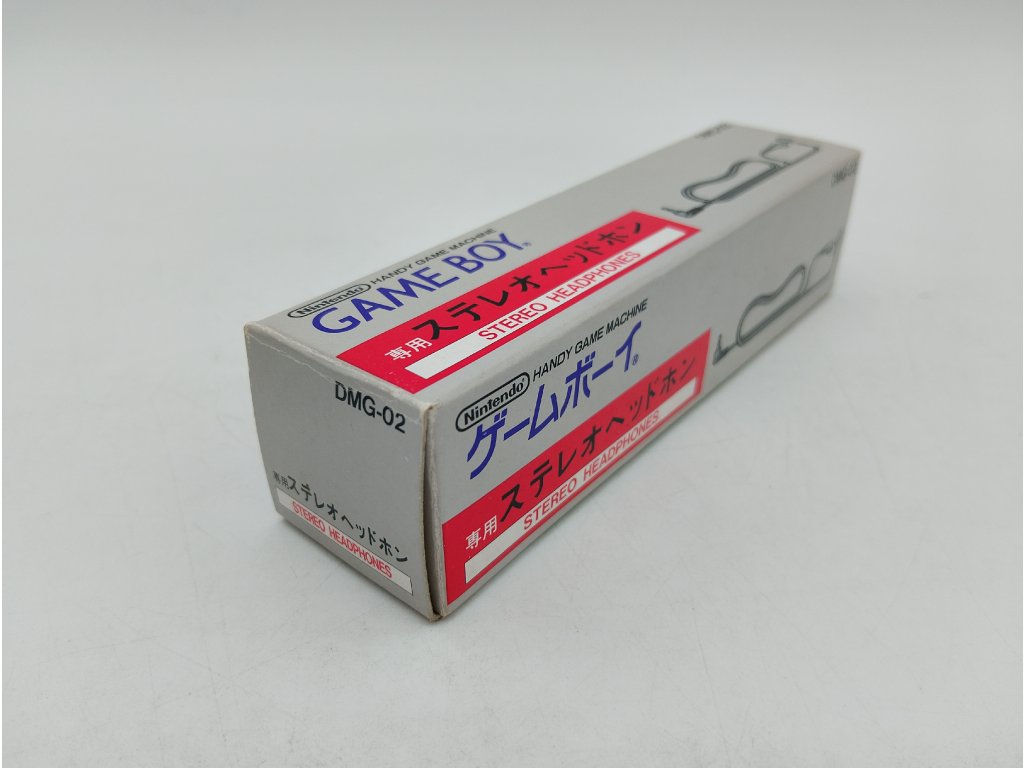 Nintendo HANDY GAME MACHINE
GAME BOY®
専用 ステレオヘッドホン
STEREO HEADPHONES
Nintendo® HANDY GAME MACHINE
ゲームボーイ®
専用 ステレオヘッドホン
STEREO HEADPHONES
DMG-02
専用 ステレオヘッドホン
STEREO HEADPHONES